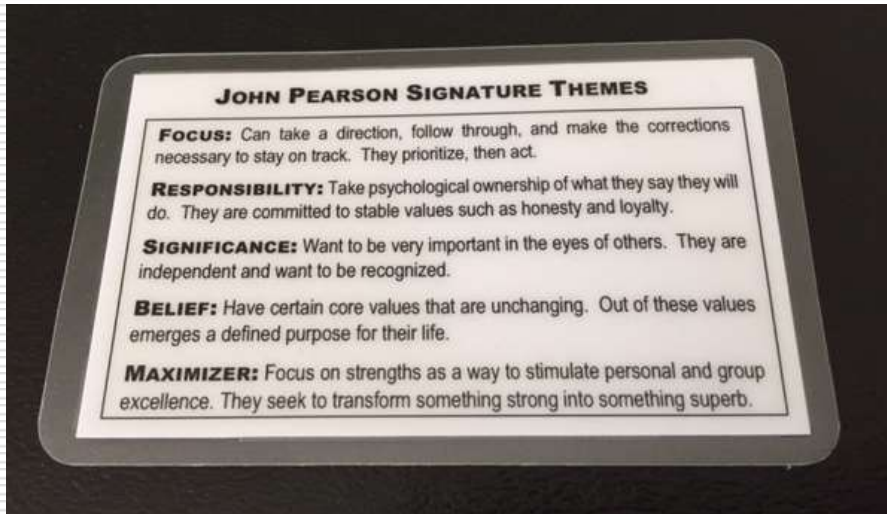 JOHN PEARSON SIGNATURE THEMES
FOCUS: Can take a direction, follow through, and make the corrections
necessary to stay on track. They prioritize, then act.
RESPONSIBILITY: Take psychological ownership of what they say they will
do. They are committed to stable values such as honesty and loyalty.
SIGNIFICANCE: Want to be very important in the eyes of others. They are
independent and want to be recognized.
BELIEF: Have certain core values that are unchanging. Out of these values
emerges a defined purpose for their life.
MAXIMIZER: Focus on strengths as a way to stimulate personal and group
excellence. They seek to transform something strong into something superb.